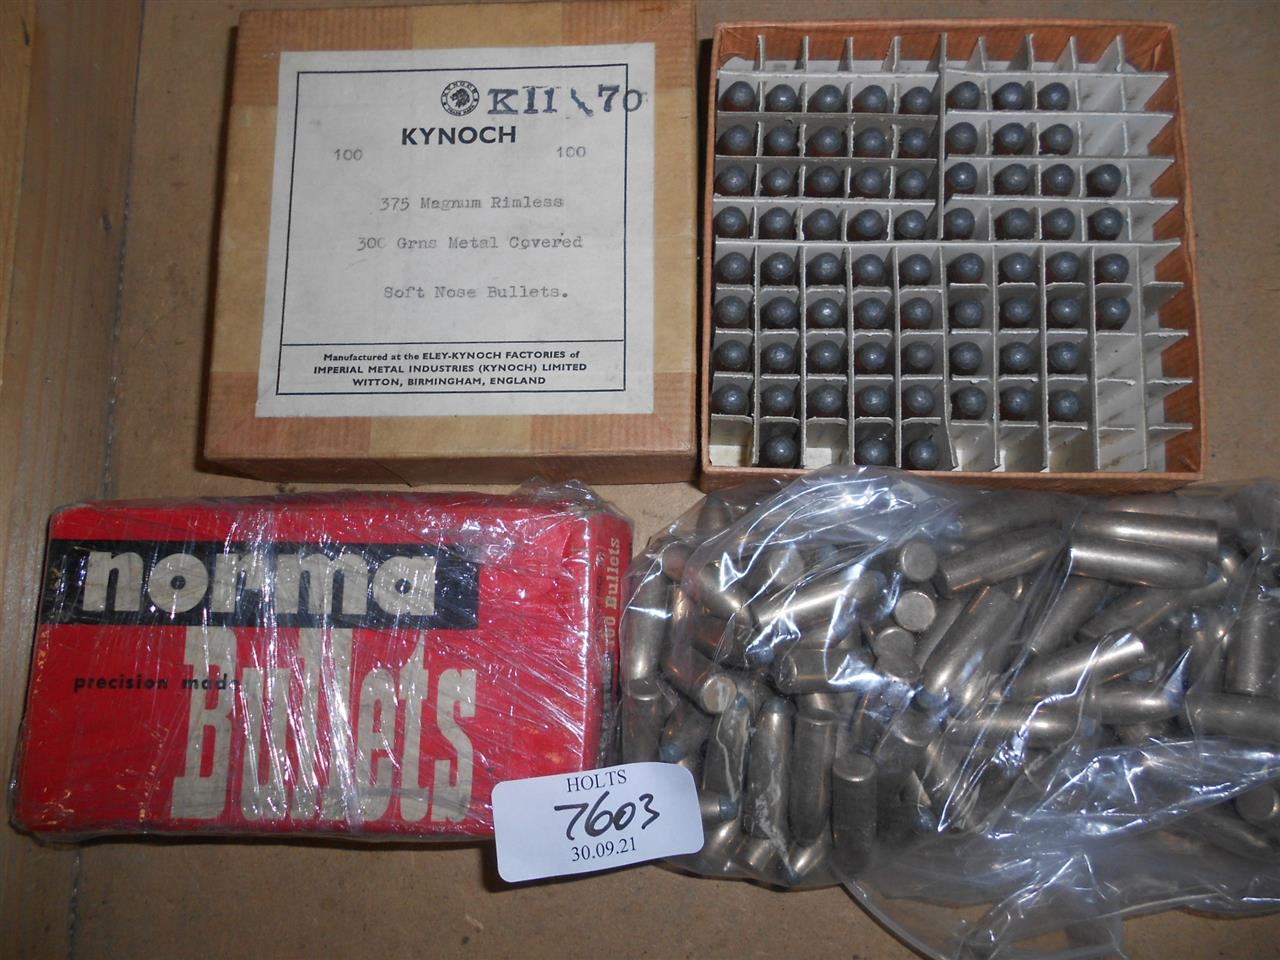 K11\70
KYNOCH
100 100
375 Magnum Rimless
300 Grns Metal Covered
Soft Nose Bullets.
Manufactured at the ELEY-KYNOCH FACTORIES of
IMPERIAL METAL INDUSTRIES (KYNOCH) LIMITED
WITTON, BIRMINGHAM, ENGLAND
norma
precision made
Bullets
100 Bullets
HOLTS
7603
30.09.21